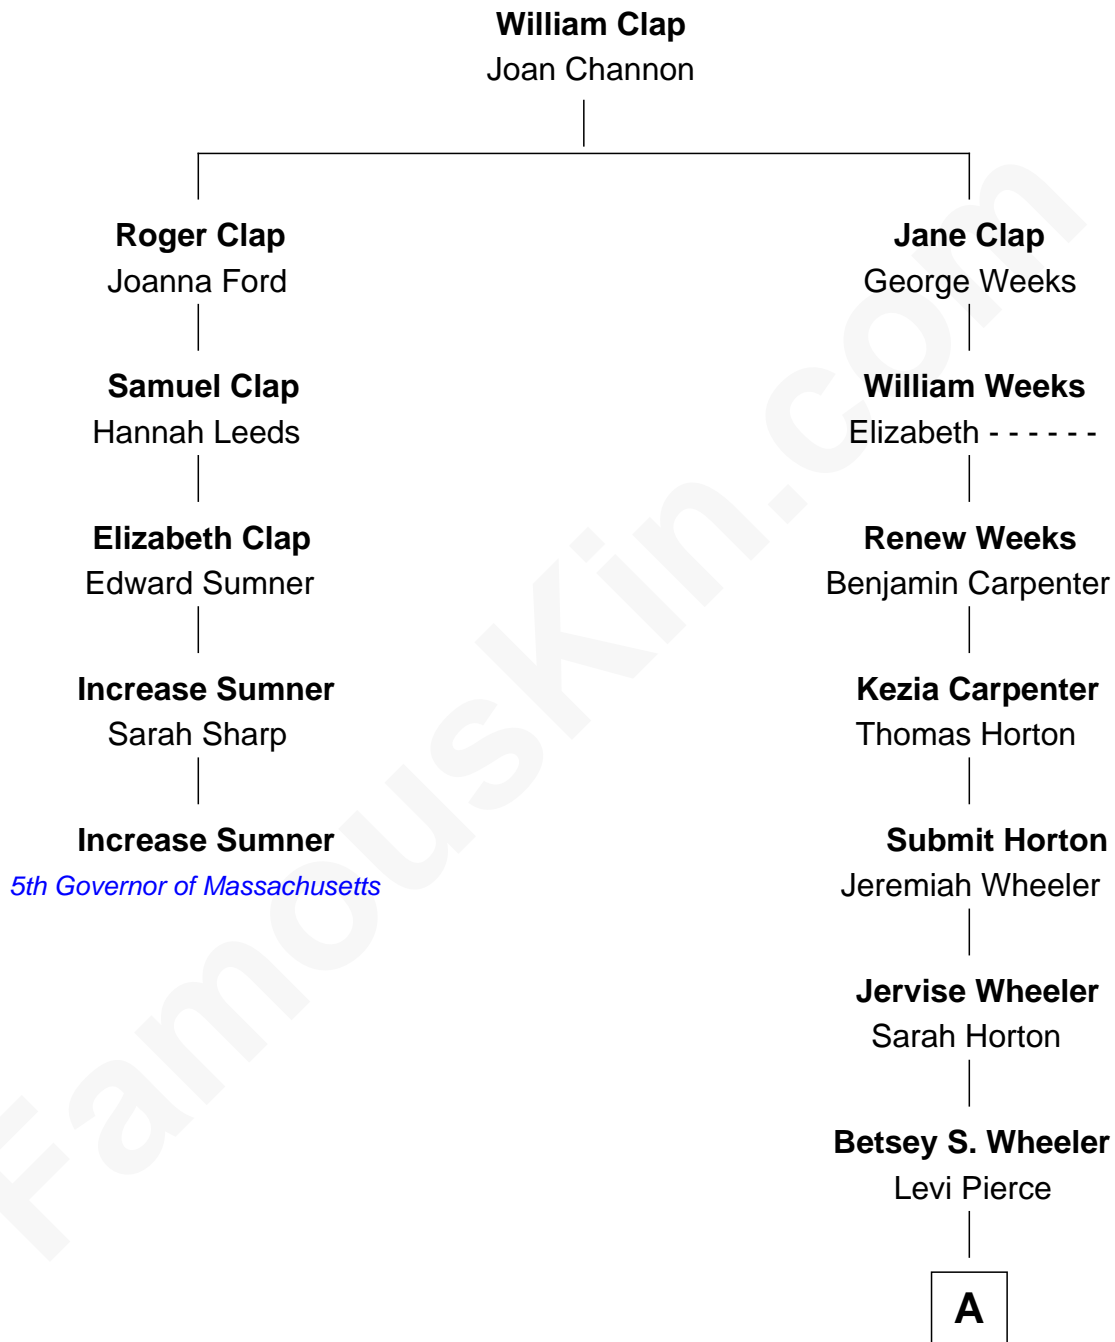 William Clap
Joan Channon
Roger Clap
Joanna Ford
Samuel Clap
Hannah Leeds
Elizabeth Clap
Edward Sumner
Increase Sumner
Sarah Sharp
Increase Sumner
5th Governor of Massachusetts
Jane Clap
George Weeks
William Weeks
Elizabeth - - - - - -
Renew Weeks
Benjamin Carpenter
Kezia Carpenter
Thomas Horton
Submit Horton
Jeremiah Wheeler
Jervise Wheeler
Sarah Horton
Betsey S. Wheeler
Levi Pierce
A
FamousKin.com